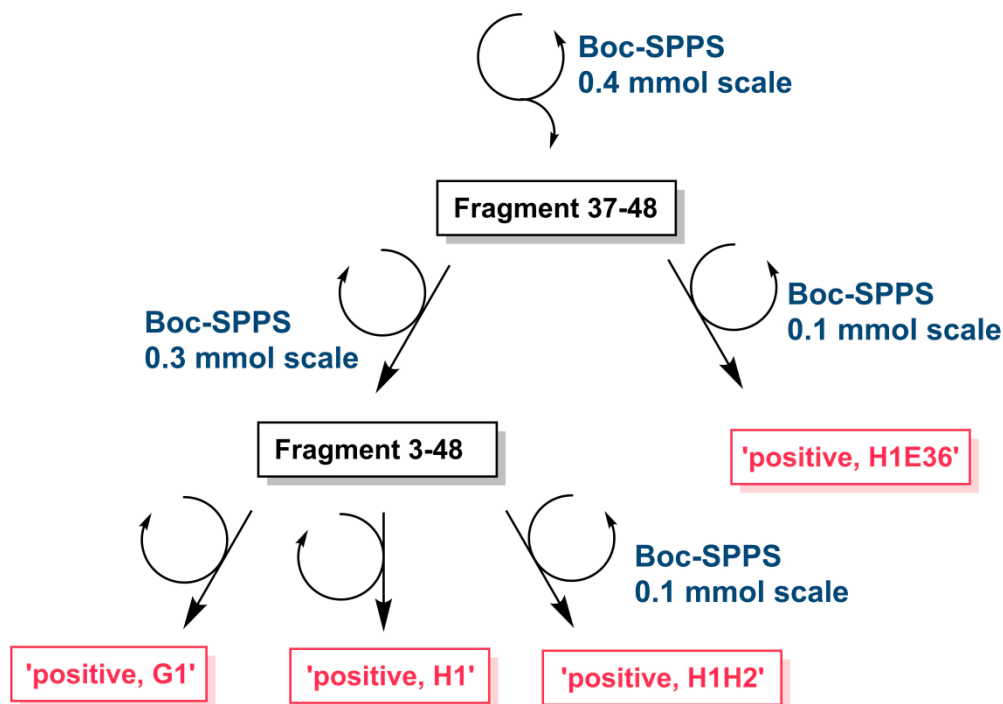 Boc-SPPS
0.4 mmol scale
Fragment 37-48
Boc-SPPS
0.3 mmol scale
Boc-SPPS
0.1 mmol scale
Fragment 3-48
'positive, H1E36'
Boc-SPPS
0.1 mmol scale
'positive, G1'
'positive, H1'
'positive, H1H2'